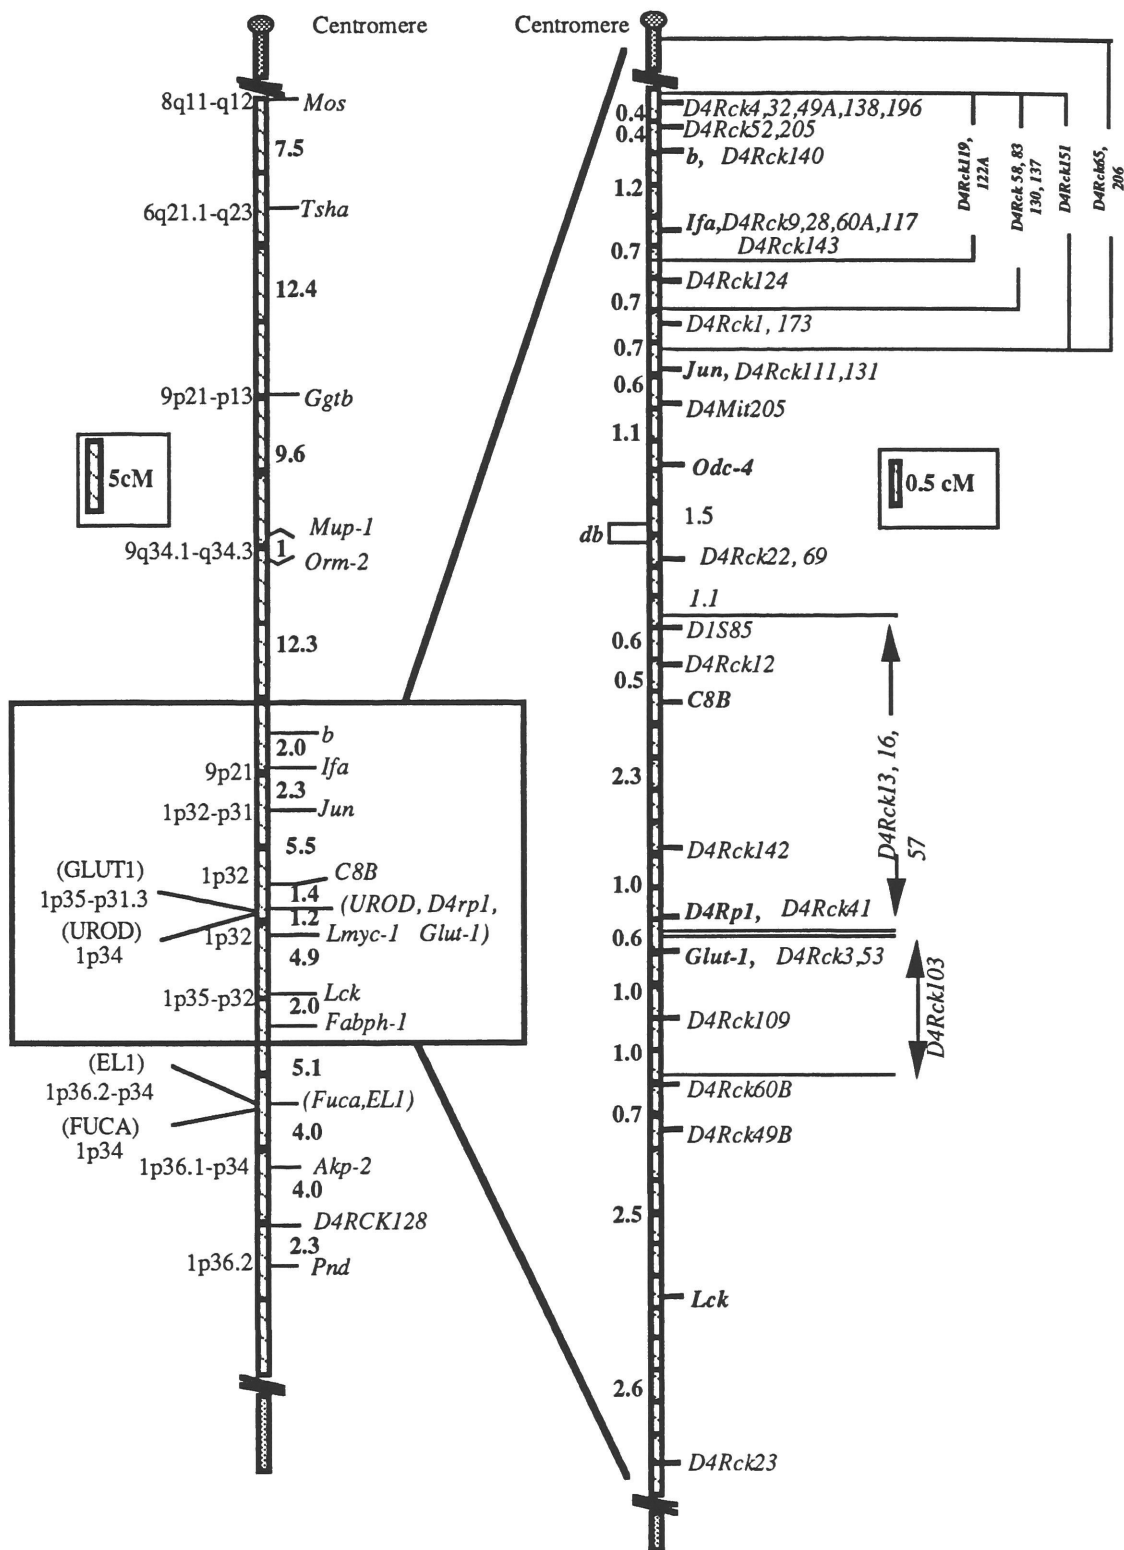 Centromere
8q11-q12
Mos
7.5
6q21.1-q23
Tsha
12.4
9p21-p13
Ggtb
5cM
9.6
Mup-1
9q34.1-q34.3
1
Orm-2
12.3
b
2.0
9p21
Ifa
2.3
1p32-p31
Jun
5.5
(GLUT1)
1p35-p31.3
1p32
C8B
1.4
(UROD, D4rp1,
(UROD)
1p34
1.2
1p32
Lmyc-1 Glut-1)
4.9
1p35-p32
Lck
2.0
Fabph-1
(EL1)
1p36.2-p34
5.1
(Fuca,EL1)
(FUCA)
1p34
4.0
1p36.1-p34
Akp-2
4.0
D4RCK128
2.3
1p36.2
Pnd
Centromere
0.4
D4Rck4,32,49A,138,196
0.4
D4Rck52,205
b, D4Rck140
1.2
Ifa,D4Rck9,28,60A,117
D4Rck143
0.7
D4Rck124
0.7
D4Rck1, 173
0.7
Jun, D4Rck111,131
0.6
D4Mit205
1.1
Odc-4
1.5
db
D4Rck22, 69
1.1
D1S85
0.6
D4Rck12
0.5
C8B
2.3
D4Rck142
1.0
D4Rp1, D4Rck41
0.6
Glut-1, D4Rck3,53
1.0
D4Rck109
1.0
D4Rck60B
0.7
D4Rck49B
2.5
Lck
2.6
D4Rck23
D4Rck119,
122A
D4Rck 58, 83
130, 137
D4Rck151
D4Rck65,
206
0.5 cM
D4Rck13, 16,
57
D4Rck103